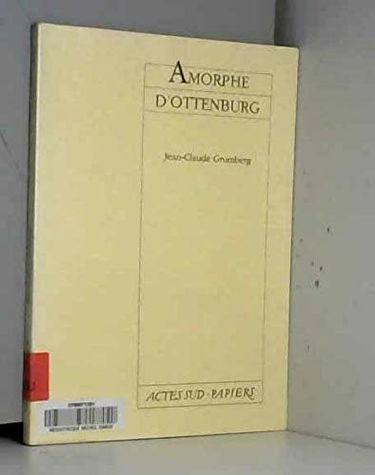 AMORPHE
D'OTTENBURG
Jean-Claude Grumberg
ACTES SUD - PAPIERS